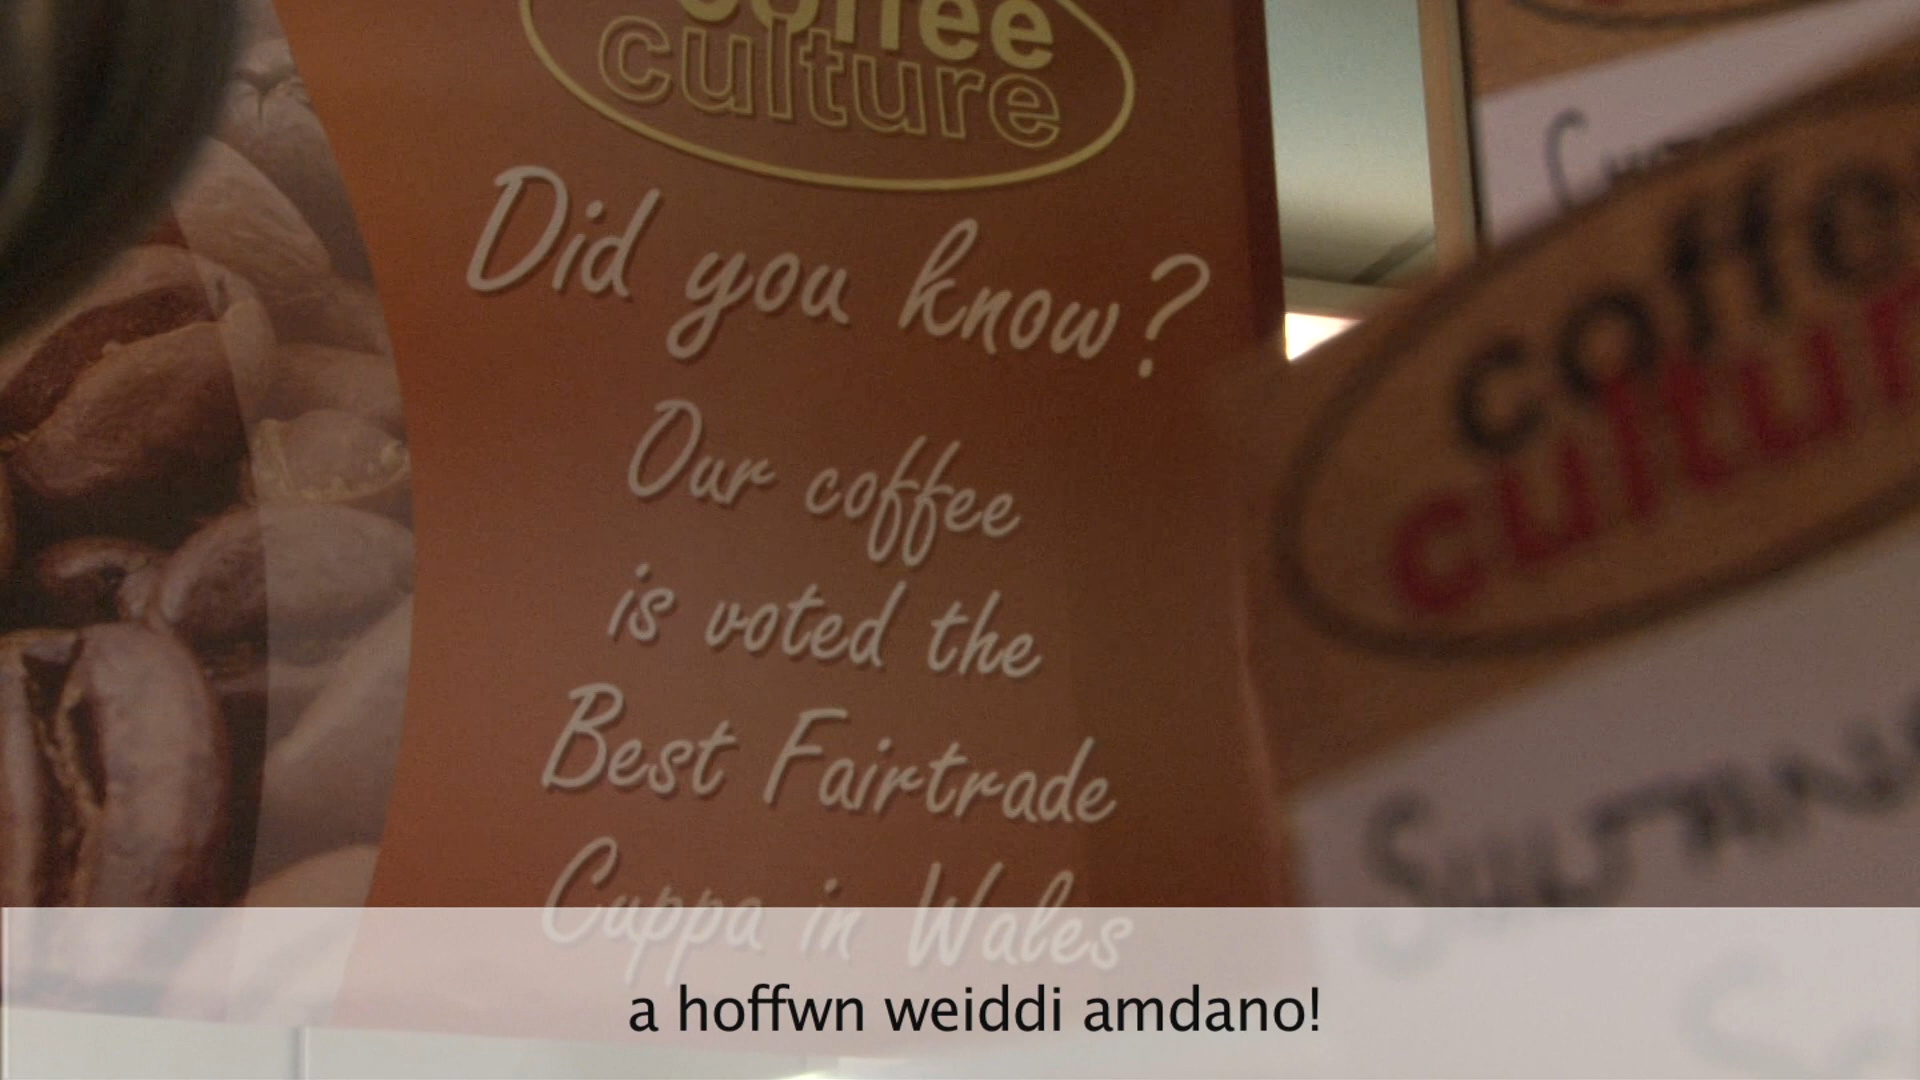 coffee
culture
Did you know?
Our coffee
is voted the
Best Fairtrade
Cuppa in Wales
culture
a hoffwn weiddi amdano!